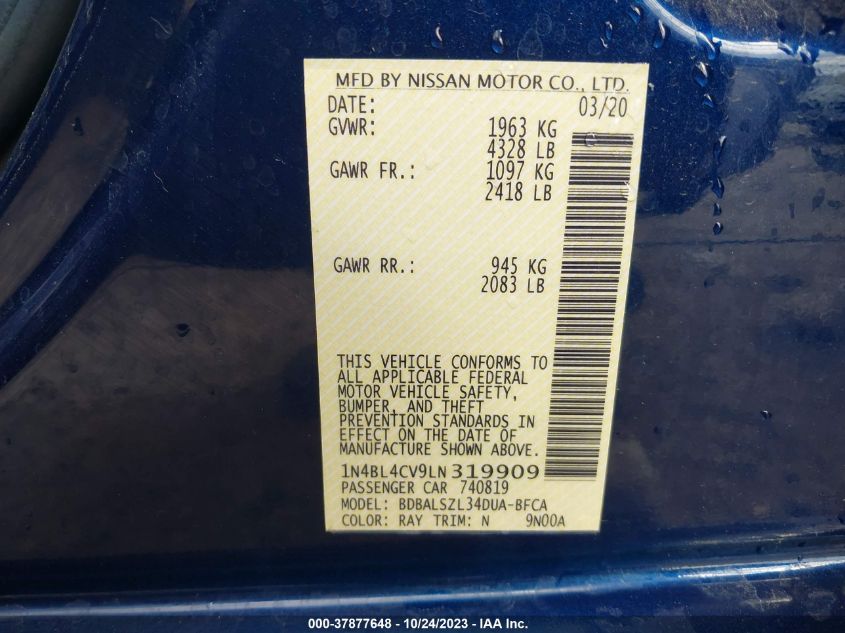 MFD BY NISSAN MOTOR CO., LTD.
DATE: 03/20
GVWR: 1963 KG
4328 LB
GAWR FR.: 1097 KG
2418 LB
GAWR RR.: 945 KG
2083 LB
THIS VEHICLE CONFORMS TO
ALL APPLICABLE FEDERAL
MOTOR VEHICLE SAFETY,
BUMPER, AND THEFT
PREVENTION STANDARDS IN
EFFECT ON THE DATE OF
MANUFACTURE SHOWN ABOVE.
1N4BL4CV9LN319909
PASSENGER CAR 740819
MODEL: BDBALSZL34DUA-BFCA
COLOR: RAY TRIM: N 9N00A
000-37877648 - 10/24/2023 - IAA Inc.